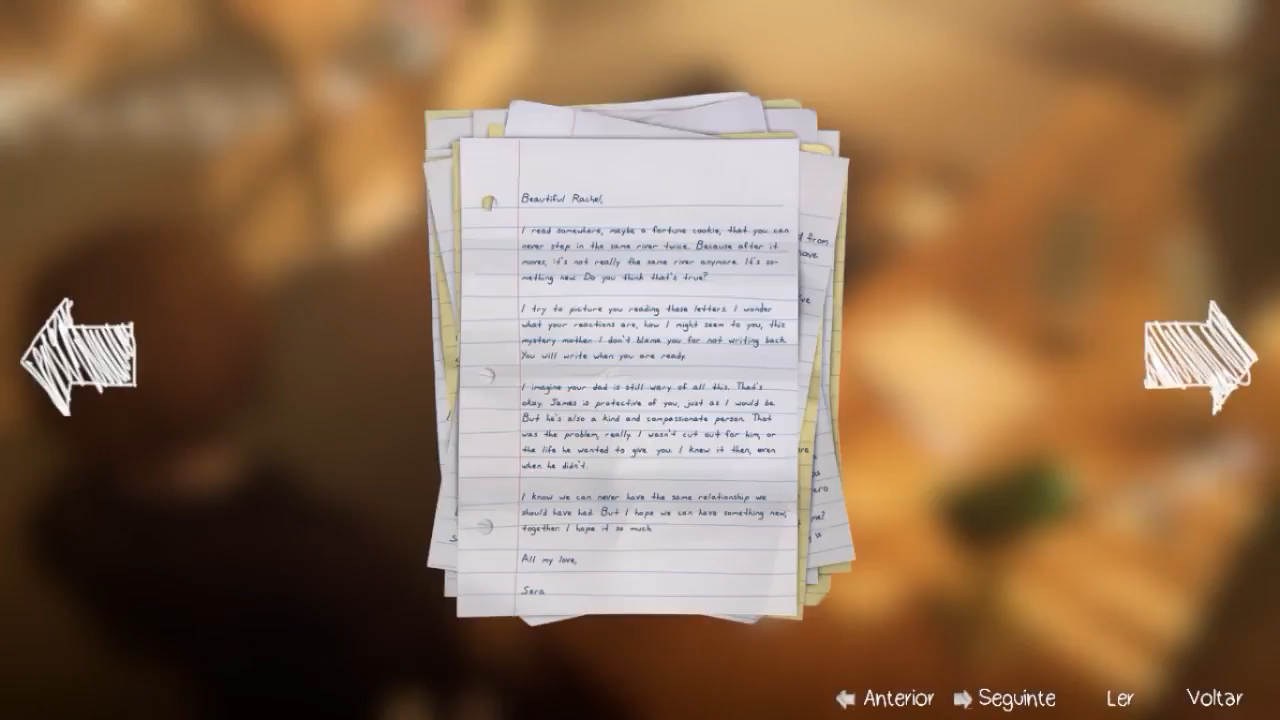 Beautiful Rachel,
I read somewhere, maybe a fortune cookie, that you can
never step in the same river twice. Because after it
moves, it's not really the same river anymore. It's so-
mething new. Do you think that's true?
I try to picture you reading these letters. I wonder
what your reactions are, how I might seem to you, this
mystery mother. I don't blame you for not writing back.
You will write when you are ready.
I imagine your dad is still wary of all this. That's
okay. James is protective of you, just as I would be.
But he's also a kind and compassionate person. That
was the problem, really. I wasn't cut out for him, or
the life he wanted to give you. I knew it then, even
when he didn't.
I know we can never have the same relationship we
should have had. But I hope we can have something new,
together. I hope it so much.
All my love,
Sera
from
have
Anterior
Seguinte
Ler
Voltar